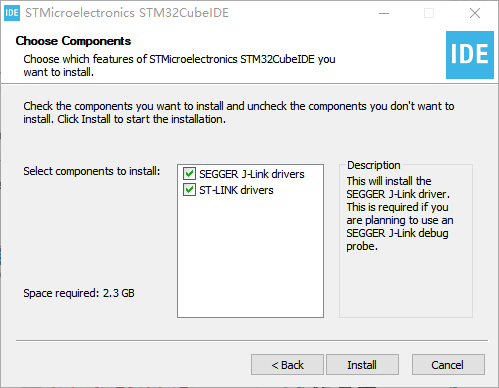 IDE STMicroelectronics STM32CubeIDE
Choose Components
Choose which features of STMicroelectronics STM32CubeIDE you
want to install.
IDE
Check the components you want to install and uncheck the components you don't want to
install. Click Install to start the installation.
Select components to install:
SEGGER J-Link drivers
ST-LINK drivers
Description
This will install the
SEGGER J-Link driver.
This is required if you
are planning to use an
SEGGER J-Link debug
probe.
Space required: 2.3 GB
< Back
Install
Cancel